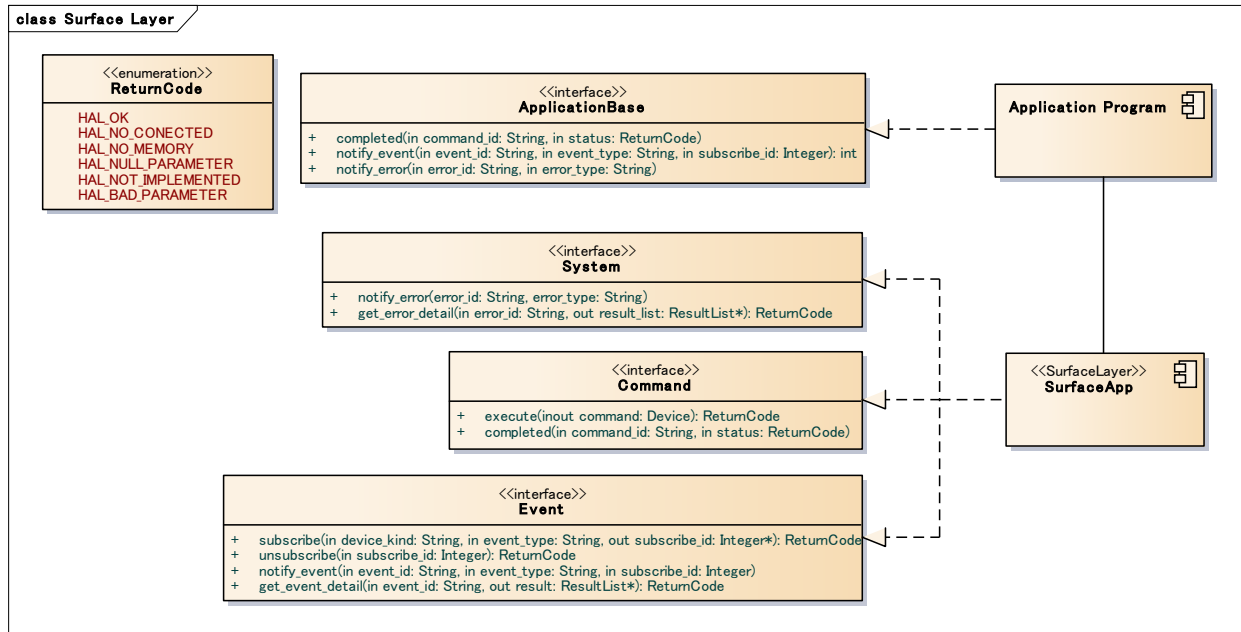 class Surface Layer
<<enumeration>>
ReturnCode
HAL_OK
HAL_NO_CONECTED
HAL_NO_MEMORY
HAL_NULL_PARAMETER
HAL_NOT_IMPLEMENTED
HAL_BAD_PARAMETER
<<interface>>
ApplicationBase
+ completed(in command_id: String, in status: ReturnCode)
+ notify_event(in event_id: String, in event_type: String, in subscribe_id: Integer): int
+ notify_error(in error_id: String, in error_type: String)
Application Program
<<interface>>
System
+ notify_error(error_id: String, error_type: String)
+ get_error_detail(in error_id: String, out result_list: ResultList*): ReturnCode
<<interface>>
Command
+ execute(inout command: Device): ReturnCode
+ completed(in command_id: String, in status: ReturnCode)
<<SurfaceLayer>>
SurfaceApp
<<interface>>
Event
+ subscribe(in device_kind: String, in event_type: String, out subscribe_id: Integer*): ReturnCode
+ unsubscribe(in subscribe_id: Integer): ReturnCode
+ notify_event(in event_id: String, in event_type: String, in subscribe_id: Integer)
+ get_event_detail(in event_id: String, out result: ResultList*): ReturnCode